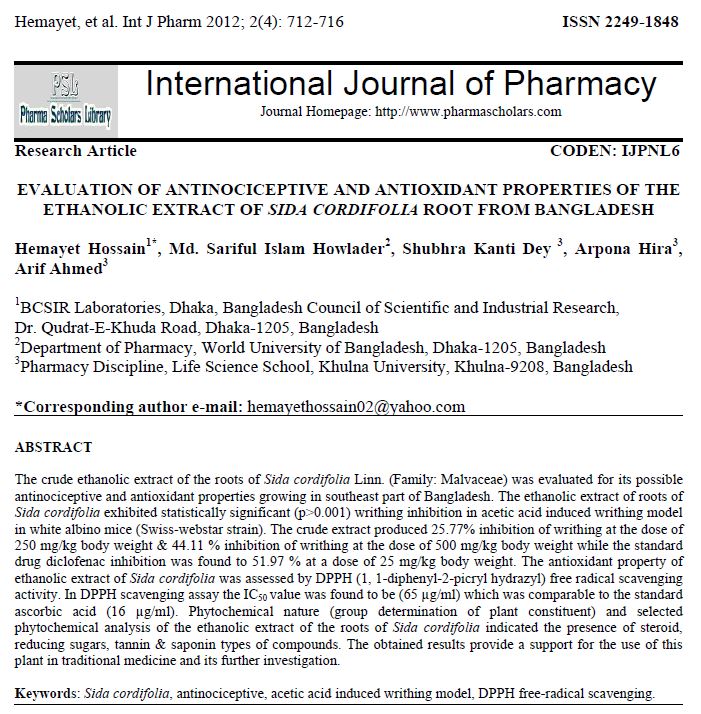 Hemayet, et al. Int J Pharm 2012; 2(4): 712-716 ISSN 2249-1848
PSL
Pharma Scholars Library
International Journal of Pharmacy
Journal Homepage: http://www.pharmascholars.com
Research Article CODEN: IJPNL6
EVALUATION OF ANTINOCICEPTIVE AND ANTIOXIDANT PROPERTIES OF THE
ETHANOLIC EXTRACT OF SIDA CORDIFOLIA ROOT FROM BANGLADESH
Hemayet Hossain1*, Md. Sariful Islam Howlader2, Shubhra Kanti Dey 3, Arpona Hira3,
Arif Ahmed3
1BCSIR Laboratories, Dhaka, Bangladesh Council of Scientific and Industrial Research,
Dr. Qudrat-E-Khuda Road, Dhaka-1205, Bangladesh
2Department of Pharmacy, World University of Bangladesh, Dhaka-1205, Bangladesh
3Pharmacy Discipline, Life Science School, Khulna University, Khulna-9208, Bangladesh
*Corresponding author e-mail: hemayethossain02@yahoo.com
ABSTRACT
The crude ethanolic extract of the roots of Sida cordifolia Linn. (Family: Malvaceae) was evaluated for its possible
antinociceptive and antioxidant properties growing in southeast part of Bangladesh. The ethanolic extract of roots of
Sida cordifolia exhibited statistically significant (p>0.001) writhing inhibition in acetic acid induced writhing model
in white albino mice (Swiss-webstar strain). The crude extract produced 25.77% inhibition of writhing at the dose of
250 mg/kg body weight & 44.11 % inhibition of writhing at the dose of 500 mg/kg body weight while the standard
drug diclofenac inhibition was found to 51.97 % at a dose of 25 mg/kg body weight. The antioxidant property of
ethanolic extract of Sida cordifolia was assessed by DPPH (1, 1-diphenyl-2-picryl hydrazyl) free radical scavenging
activity. In DPPH scavenging assay the IC50 value was found to be (65 µg/ml) which was comparable to the standard
ascorbic acid (16 µg/ml). Phytochemical nature (group determination of plant constituent) and selected
phytochemical analysis of the ethanolic extract of the roots of Sida cordifolia indicated the presence of steroid,
reducing sugars, tannin & saponin types of compounds. The obtained results provide a support for the use of this
plant in traditional medicine and its further investigation.
Keywords: Sida cordifolia, antinociceptive, acetic acid induced writhing model, DPPH free-radical scavenging.